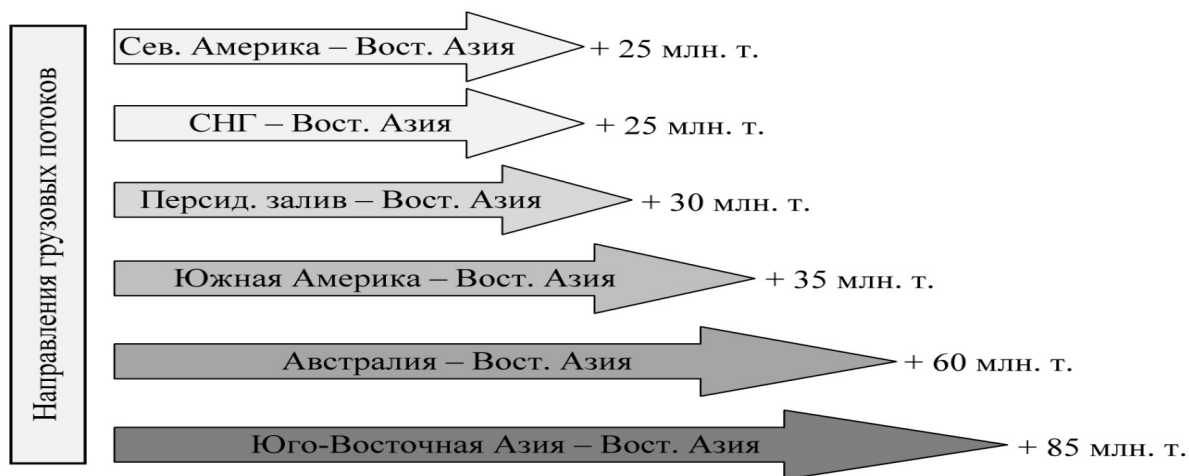 Направления грузовых потоков
Сев. Америка – Вост. Азия
+ 25 млн. т.
СНГ – Вост. Азия
+ 25 млн. т.
Персид. залив – Вост. Азия
+ 30 млн. т.
Южная Америка – Вост. Азия
+ 35 млн. т.
Австралия – Вост. Азия
+ 60 млн. т.
Юго-Восточная Азия – Вост. Азия
+ 85 млн. т.